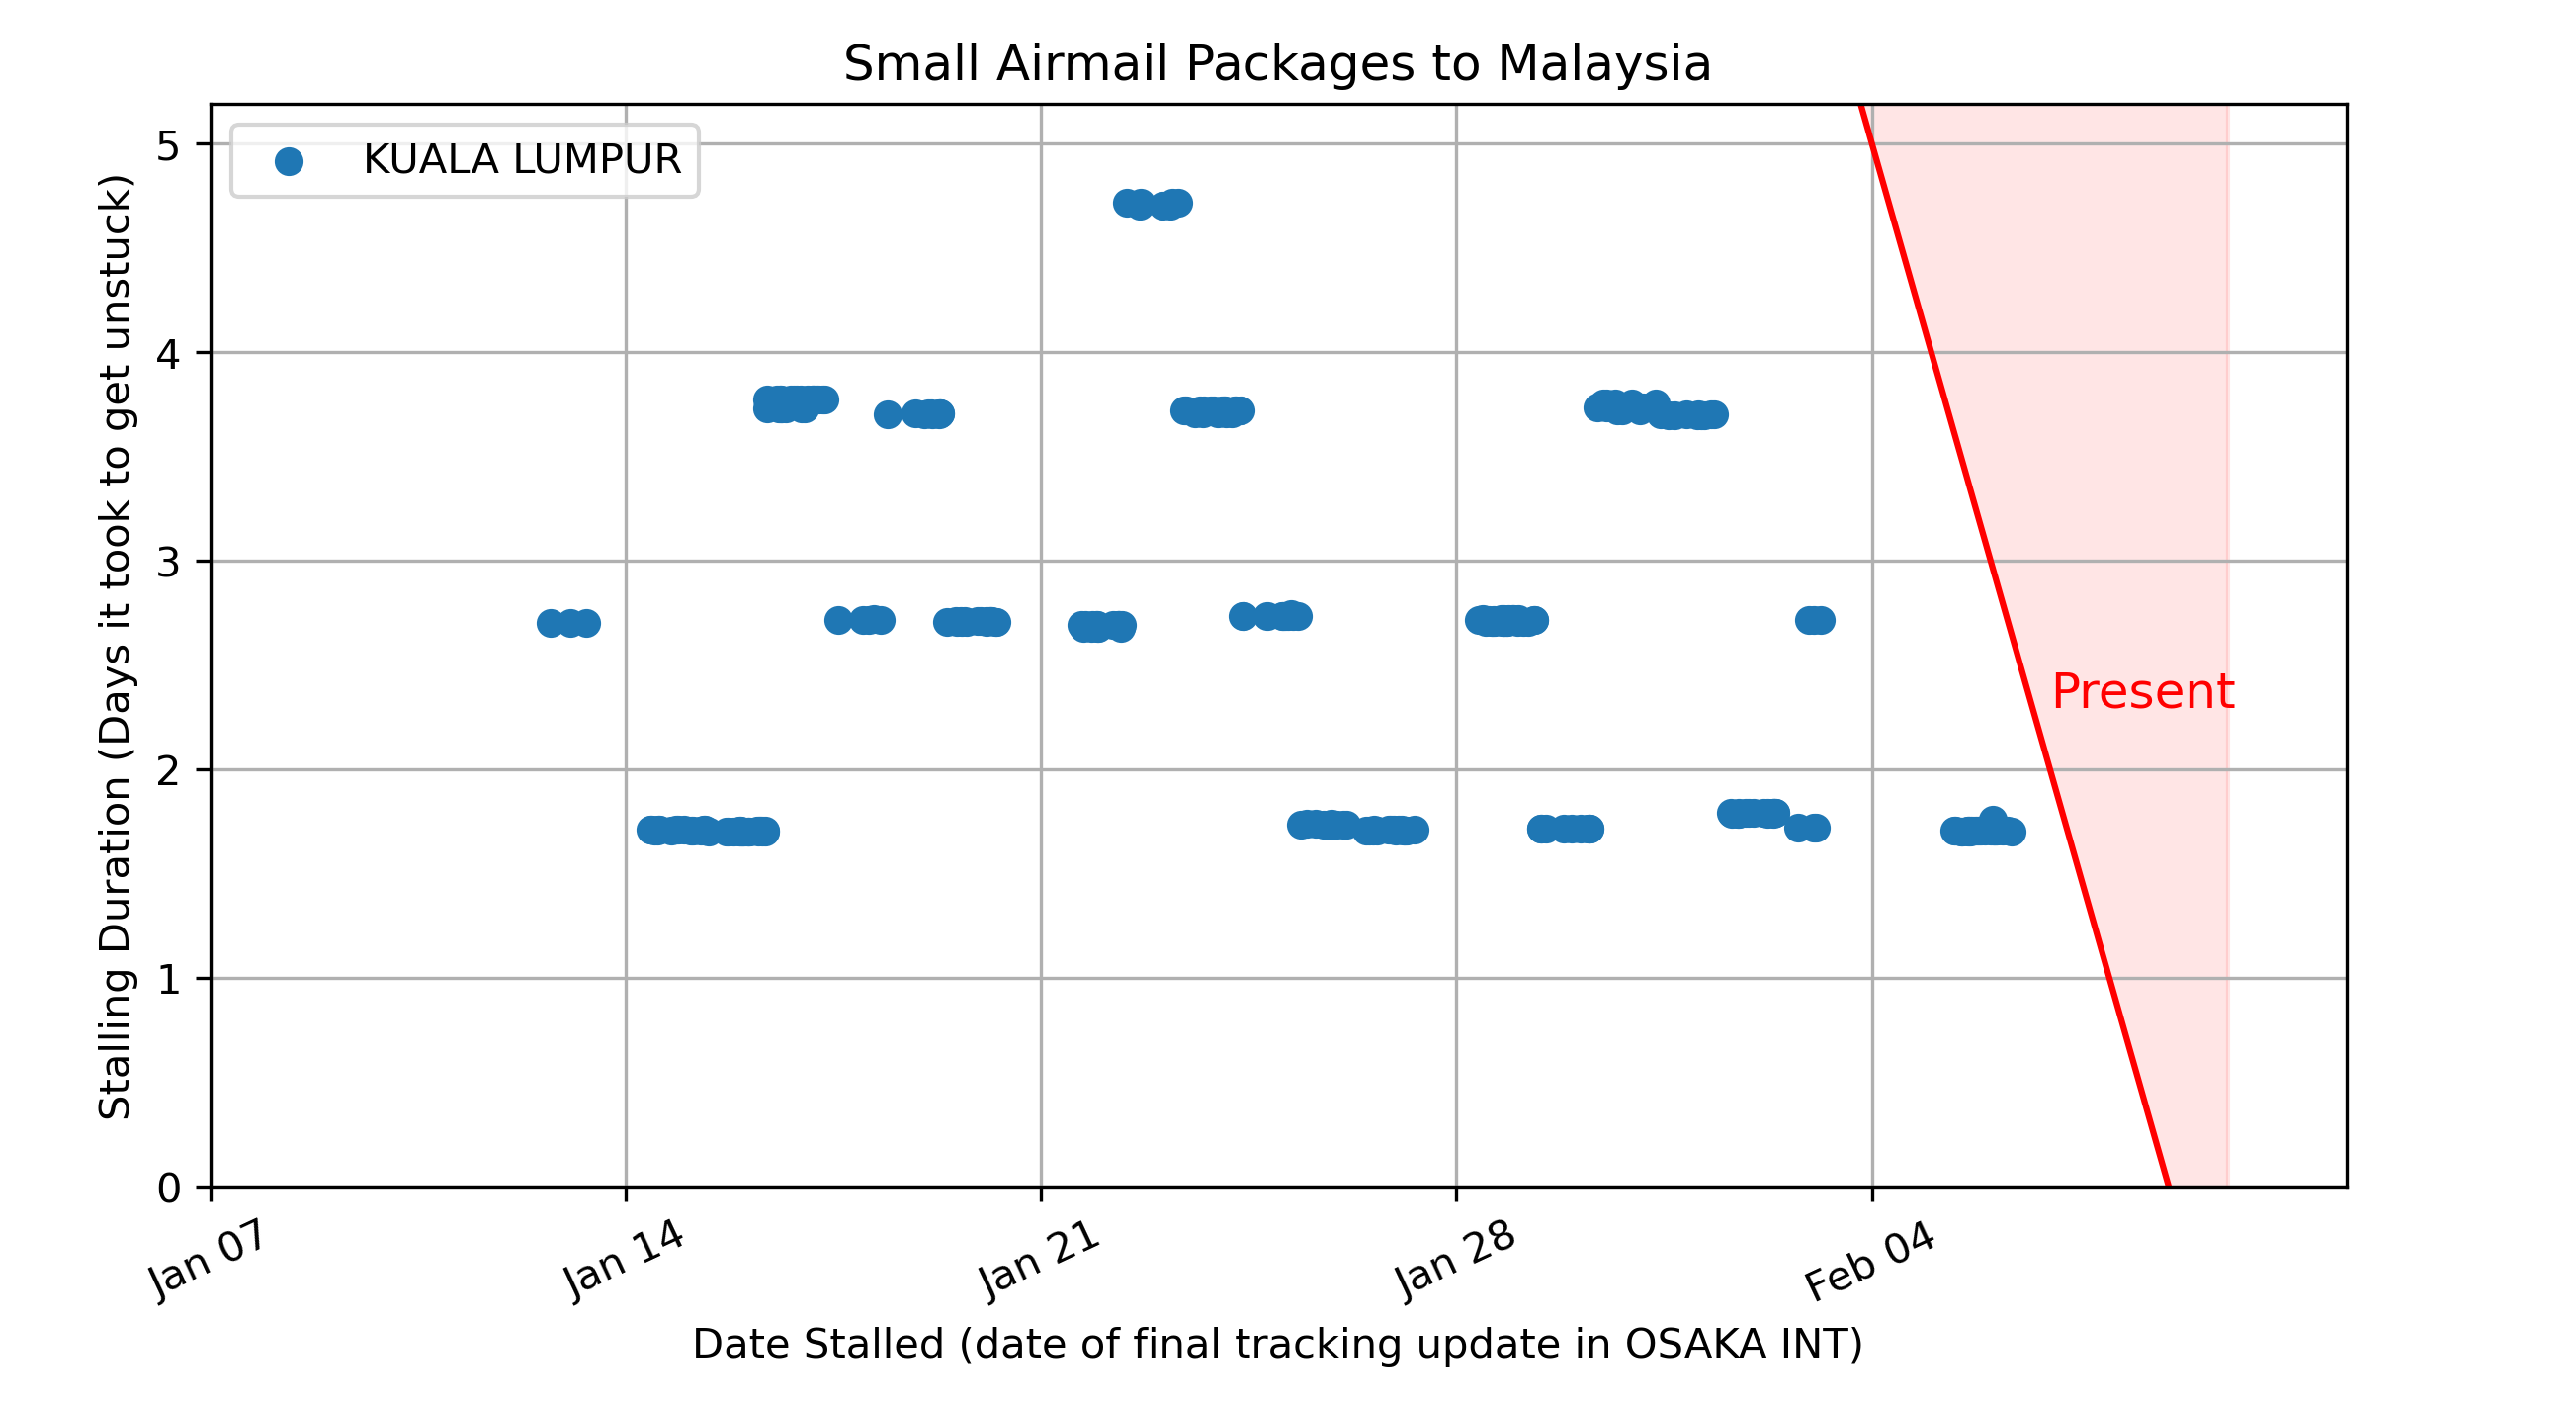 Small Airmail Packages to Malaysia
KUALA LUMPUR
Stalling Duration (Days it took to get unstuck)
5
4
3
2
1
0
Present
Jan 07
Jan 14
Jan 21
Jan 28
Feb 04
Date Stalled (date of final tracking update in OSAKA INT)